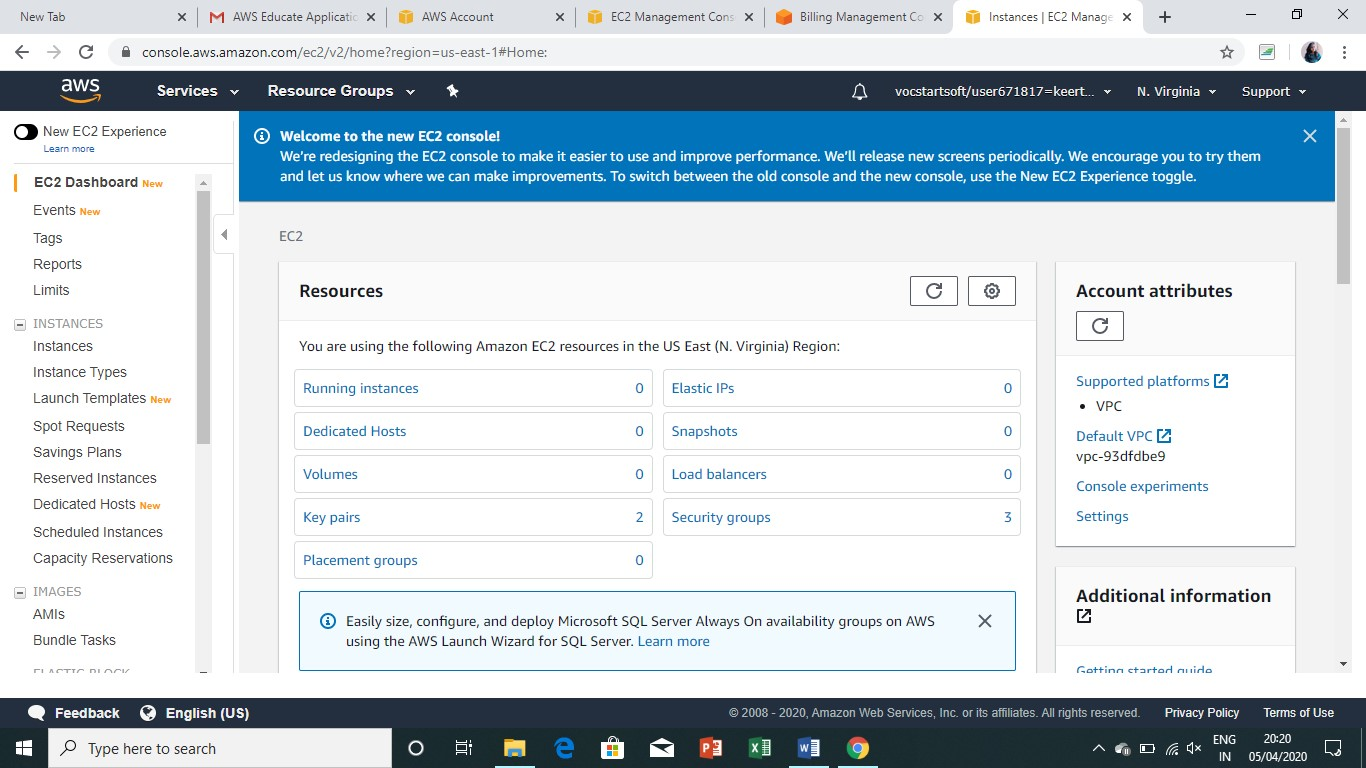 New Tab
AWS Educate Applicatio
AWS Account
EC2 Management Cons
Billing Management Co
Instances | EC2 Manage
console.aws.amazon.com/ec2/v2/home?region=us-east-1#Home:
aws
Services
Resource Groups
vocstartsoft/user671817=keert...
N. Virginia
Support
New EC2 Experience
Learn more
EC2 Dashboard New
Events New
Tags
Reports
Limits
INSTANCES
Instances
Instance Types
Launch Templates New
Spot Requests
Savings Plans
Reserved Instances
Dedicated Hosts New
Scheduled Instances
Capacity Reservations
IMAGES
AMIs
Bundle Tasks
ELASTIC BLOCK
Welcome to the new EC2 console!
We're redesigning the EC2 console to make it easier to use and improve performance. We'll release new screens periodically. We encourage you to try them
and let us know where we can make improvements. To switch between the old console and the new console, use the New EC2 Experience toggle.
EC2
Resources
You are using the following Amazon EC2 resources in the US East (N. Virginia) Region:
Running instances 0
Elastic IPs 0
Dedicated Hosts 0
Snapshots 0
Volumes 0
Load balancers 0
Key pairs 2
Security groups 3
Placement groups 0
Easily size, configure, and deploy Microsoft SQL Server Always On availability groups on AWS
using the AWS Launch Wizard for SQL Server. Learn more
Account attributes
Supported platforms
• VPC
Default VPC
vpc-93dfdbe9
Console experiments
Settings
Additional information
Getting started guide
Feedback
English (US)
© 2008 - 2020, Amazon Web Services, Inc. or its affiliates. All rights reserved.
Privacy Policy
Terms of Use
Type here to search
ENG
IN
20:20
05/04/2020